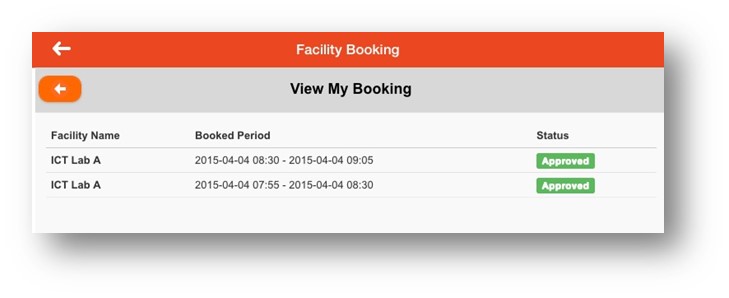 Facility Booking
View My Booking
Facility Name Booked Period Status
ICT Lab A 2015-04-04 08:30 - 2015-04-04 09:05 Approved
ICT Lab A 2015-04-04 07:55 - 2015-04-04 08:30 Approved